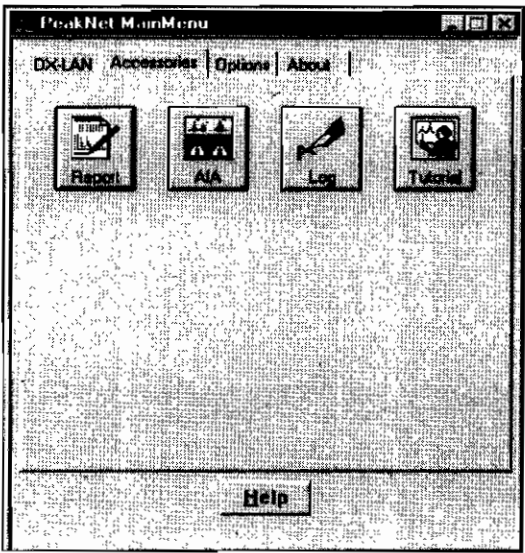 PeakNet MainMenu
DX-LAN Accessories Options About
Report AIA Log Tutorial
Help